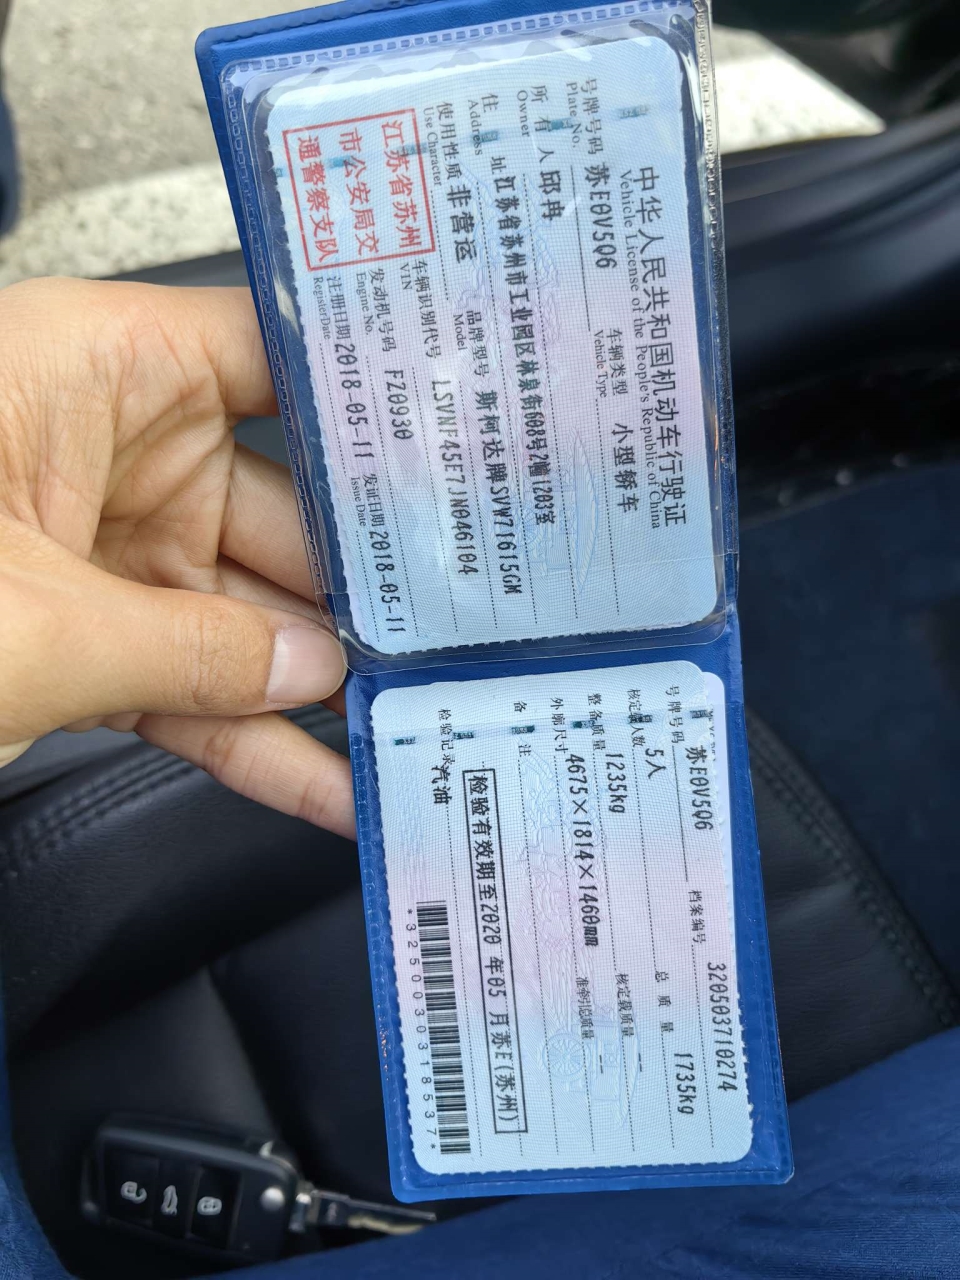 中华人民共和国机动车行驶证
Vehicle License of the People's Republic of China
号牌号码 苏E0V5Q6 车辆类型 小型轿车
Plate No. Vehicle Type
所有人 邱冉
Owner
住址 江苏省苏州市工业园区林泉街608号2幢1203室
Address
使用性质 非营运 品牌型号 斯柯达牌SVW71615GM
Use Character Model
江苏省苏州
市公安局交
通警察支队
车辆识别代号 LSVNF45E7JN046104
VIN
发动机号码 FZ0930
Engine No.
注册日期 2018-05-11 发证日期 2018-05-11
Register Date Issue Date
号牌号码 苏E0V5Q6 档案编号 320503710274
核定载人数 5人 总质量 1735kg
整备质量 1235kg 核定载质量 --
外廓尺寸 4675×1814×1460mm 准牵引总质量 --
备注
检验有效期至2020年05月苏E(苏州)
检验记录 汽油
*3250030318537*